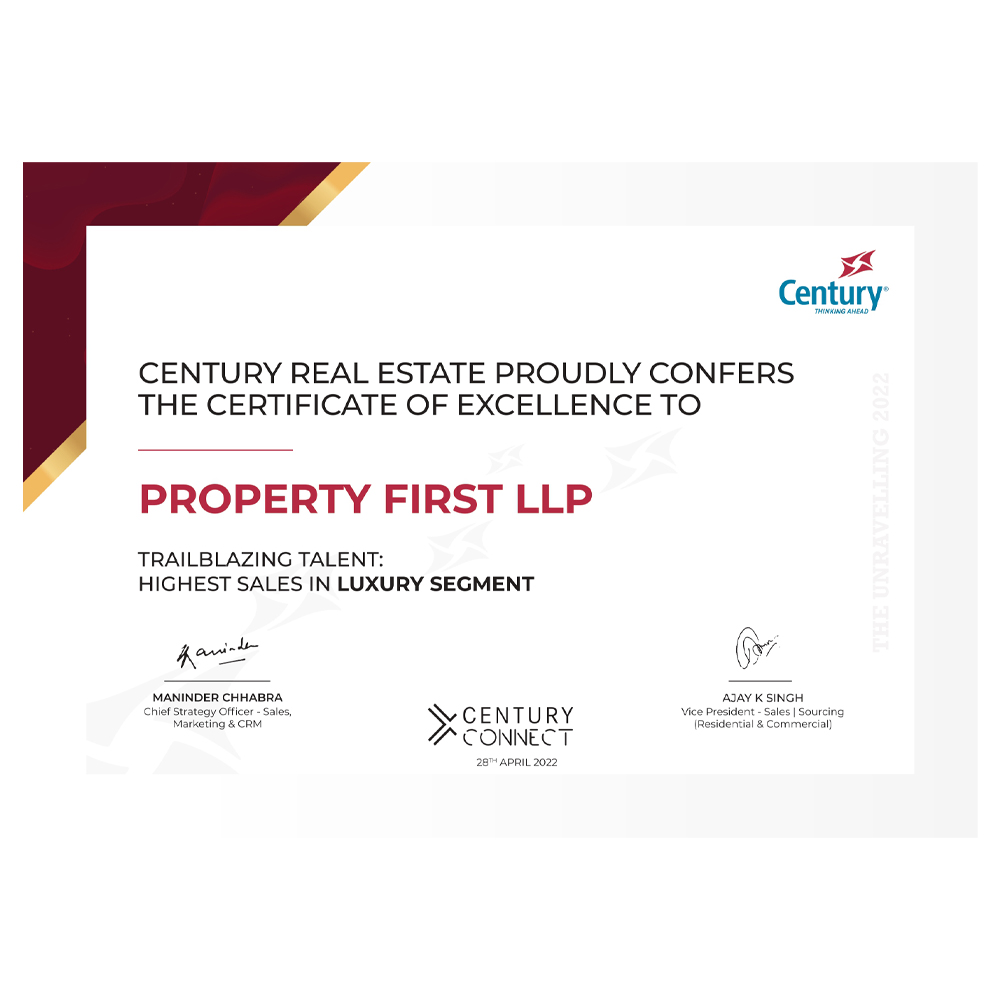 Century®
THINKING AHEAD
CENTURY REAL ESTATE PROUDLY CONFERS
THE CERTIFICATE OF EXCELLENCE TO
PROPERTY FIRST LLP
TRAILBLAZING TALENT:
HIGHEST SALES IN LUXURY SEGMENT
THE UNRAVELLING 2022
Maninder
MANINDER CHHABRA
Chief Strategy Officer - Sales,
Marketing & CRM
AJAY K SINGH
Vice President - Sales | Sourcing
(Residential & Commercial)
CENTURY
CONNECT
28TH APRIL 2022